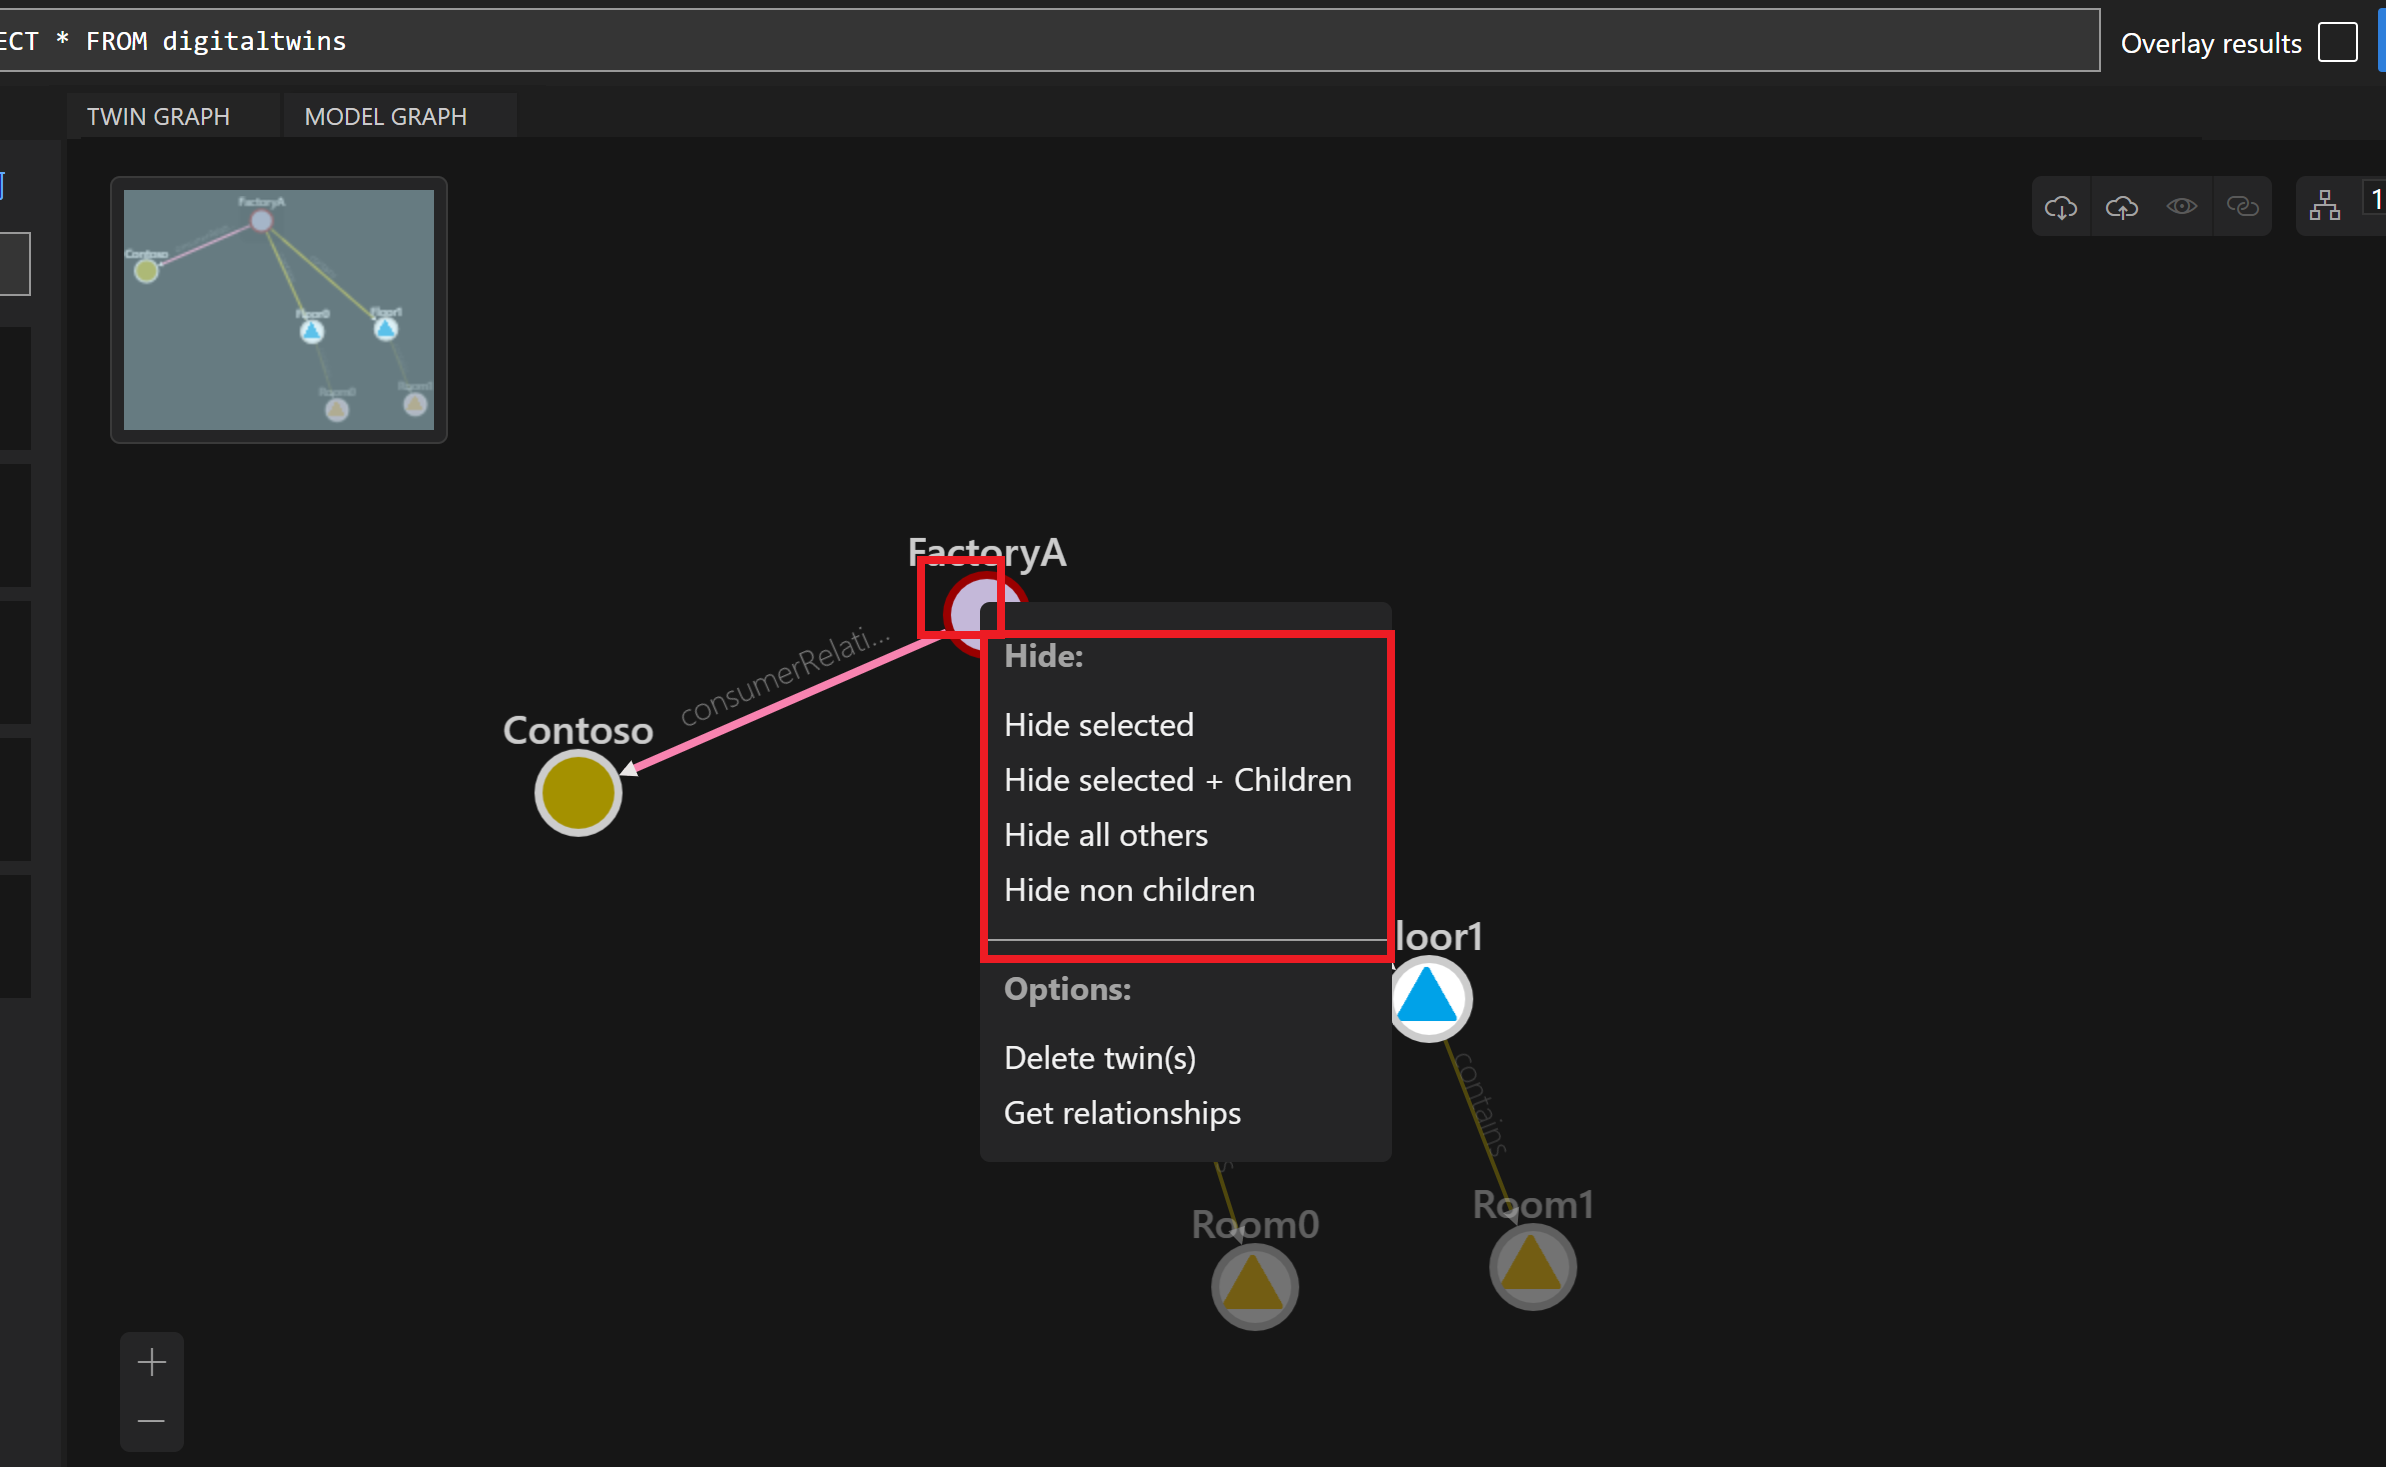 ECT * FROM digitaltwins
Overlay results
TWIN GRAPH
MODEL GRAPH
1
FactoryA
Contoso
Floor0
Floor1
Room0
Room1
FactoryA
consumerRelati...
Contoso
Hide:
Hide selected
Hide selected + Children
Hide all others
Hide non children
loor1
Options:
Delete twin(s)
Get relationships
contains
s
Room0
Room1